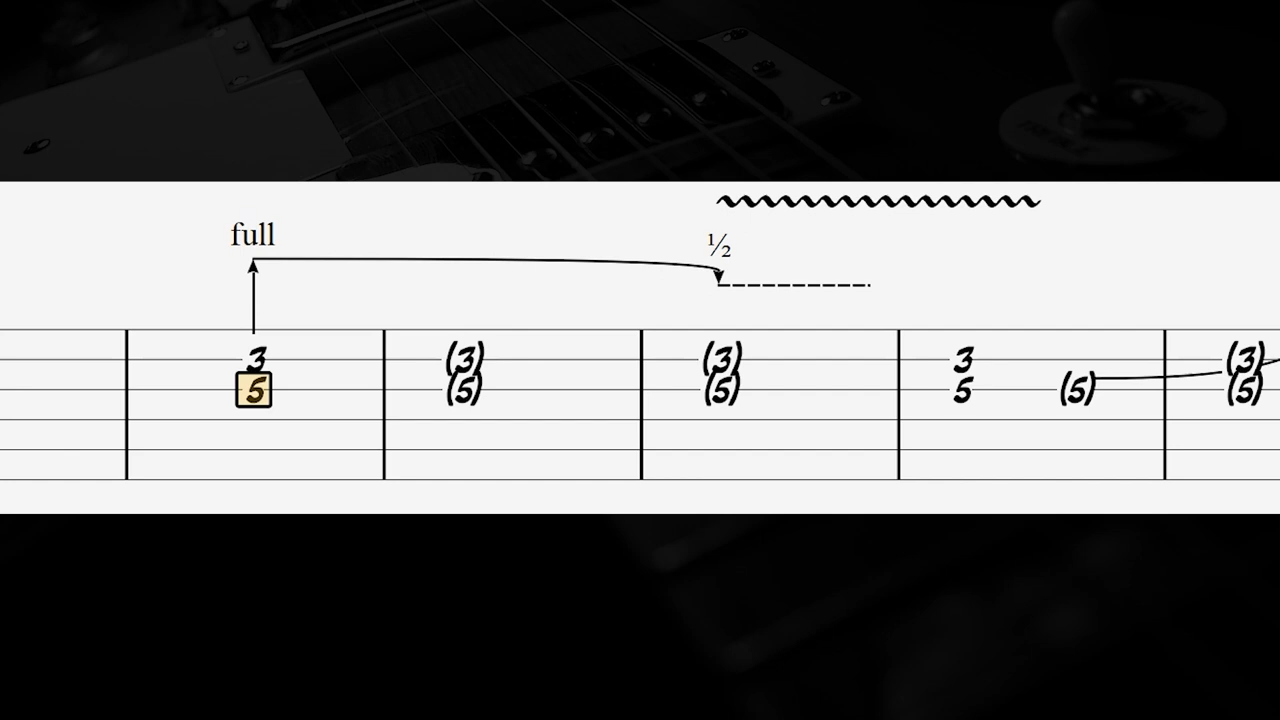 full
½
3 (3) (3) 3 (3)
5 (5) (5) 5 (5) (5)